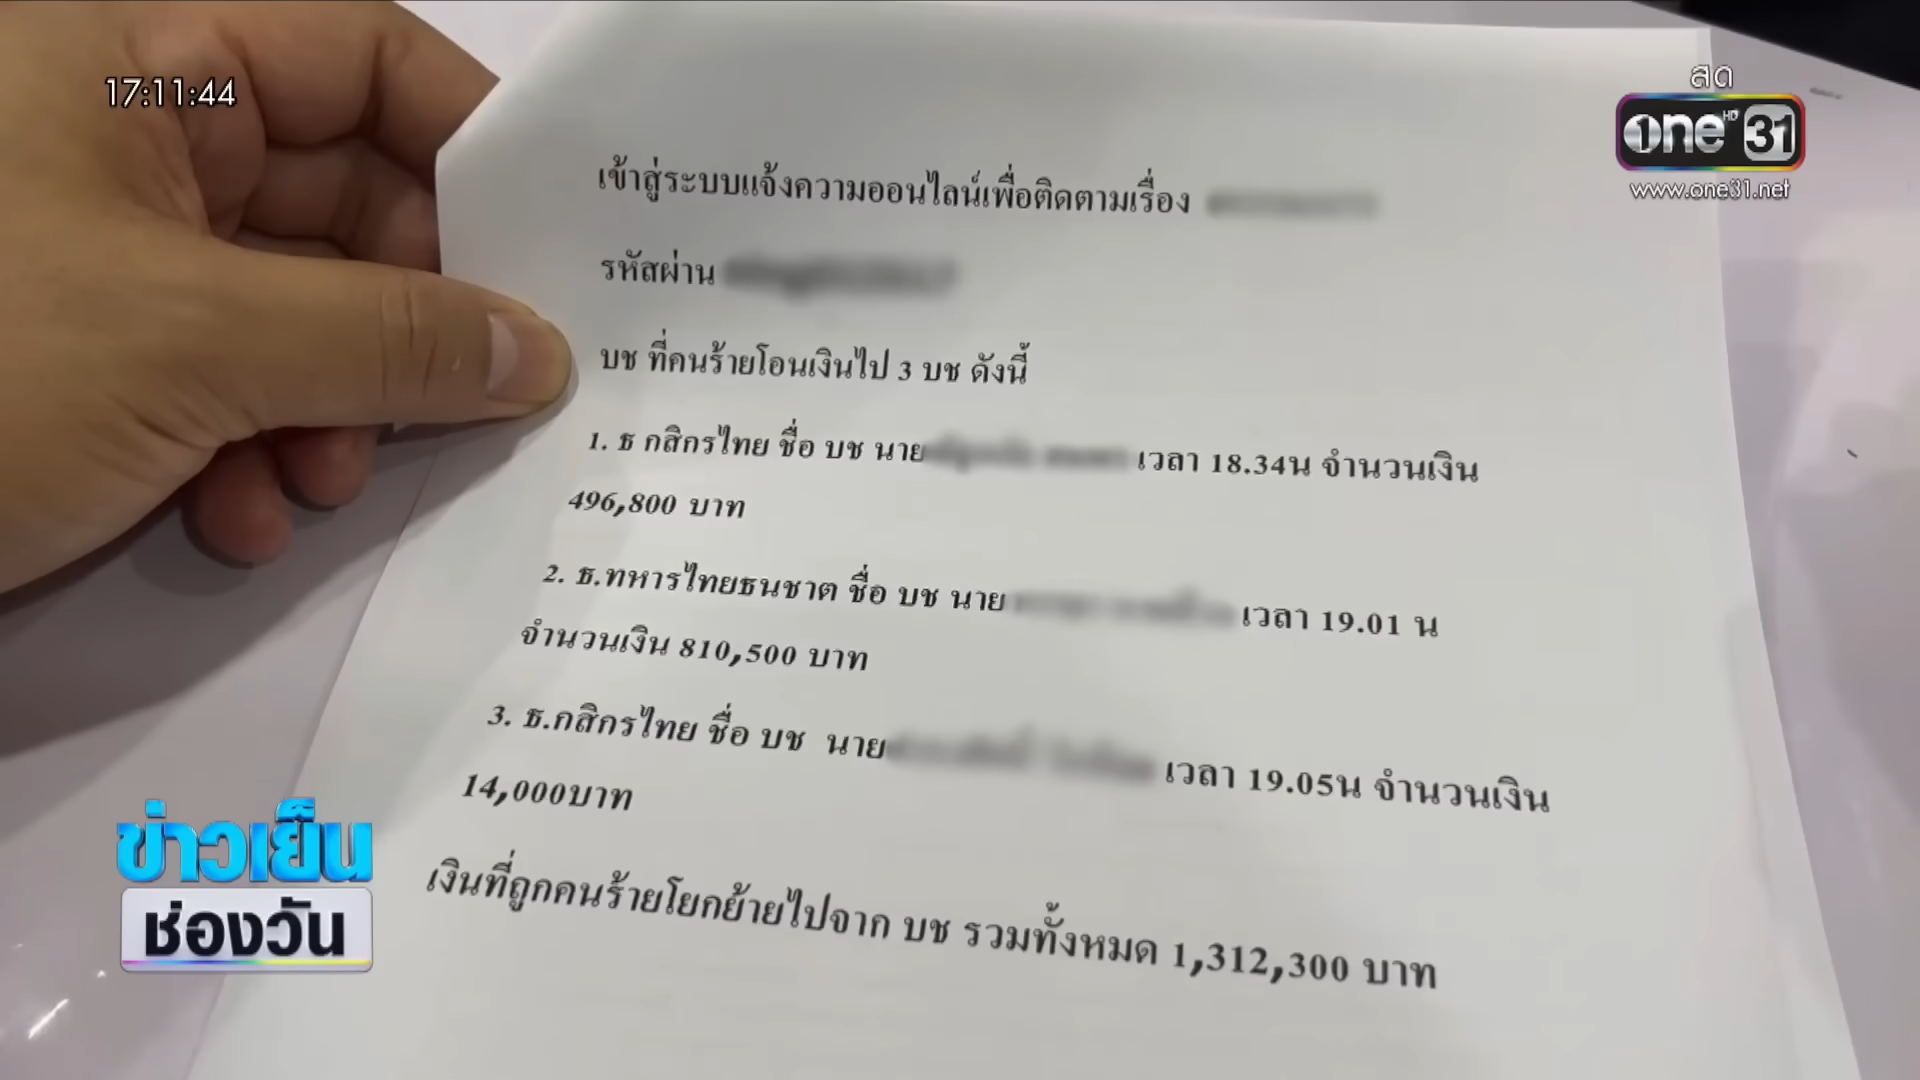 17:11:44
สด
one HD 31
www.one31.net
เข้าสู่ระบบแจ้งความออนไลน์เพื่อติดตามเรื่อง
รหัสผ่าน
บช ที่คนร้ายโอนเงินไป 3 บช ดังนี้
1. ธ กสิกรไทย ชื่อ บช นาย เวลา 18.34น จำนวนเงิน
496,800 บาท
2. ธ.ทหารไทยธนชาต ชื่อ บช นาย เวลา 19.01 น
จำนวนเงิน 810,500 บาท
3. ธ.กสิกรไทย ชื่อ บช นาย เวลา 19.05น จำนวนเงิน
14,000บาท
เงินที่ถูกคนร้ายโยกย้ายไปจาก บช รวมทั้งหมด 1,312,300 บาท
ข่าวเย็น
ช่องวัน